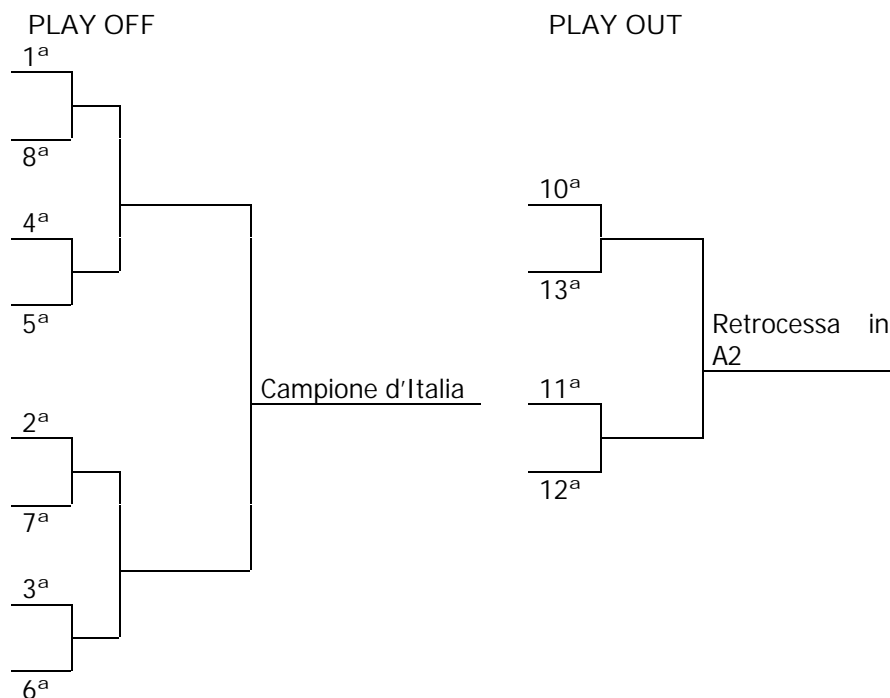 PLAY OFF
1ª
8ª
4ª
5ª
Campione d'Italia
2ª
7ª
3ª
6ª
PLAY OUT
10ª
13ª
Retrocessa in
A2
11ª
12ª